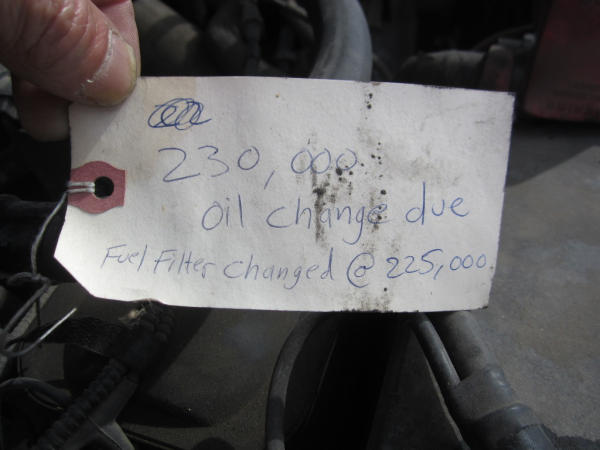 230,000
oil change due
Fuel Filter changed @ 225,000